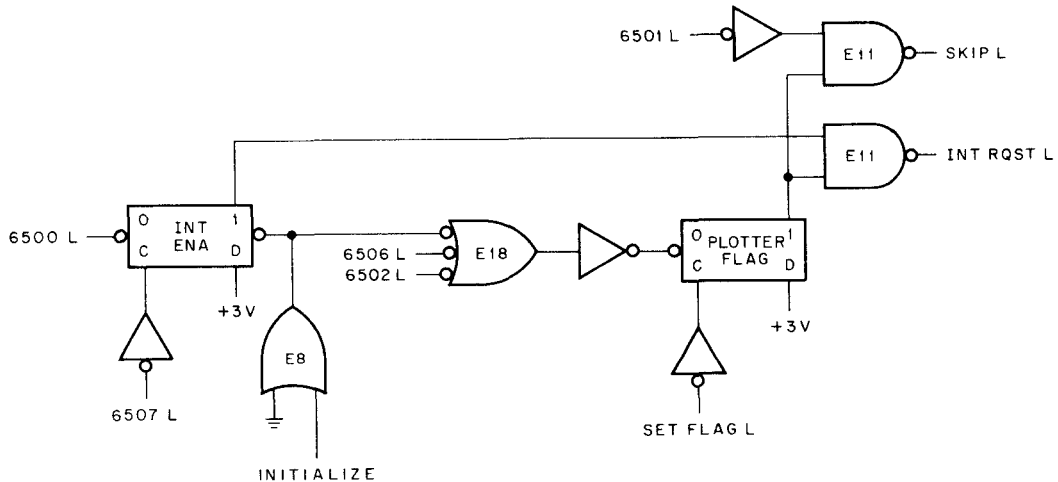 6501 L
E11
SKIP L
E11
INT RQST L
6500 L
0 INT 1
ENA
C D
+3V
6507 L
E8
INITIALIZE
6506 L
6502 L
E18
0 PLOTTER 1
FLAG
C D
+3V
SET FLAG L